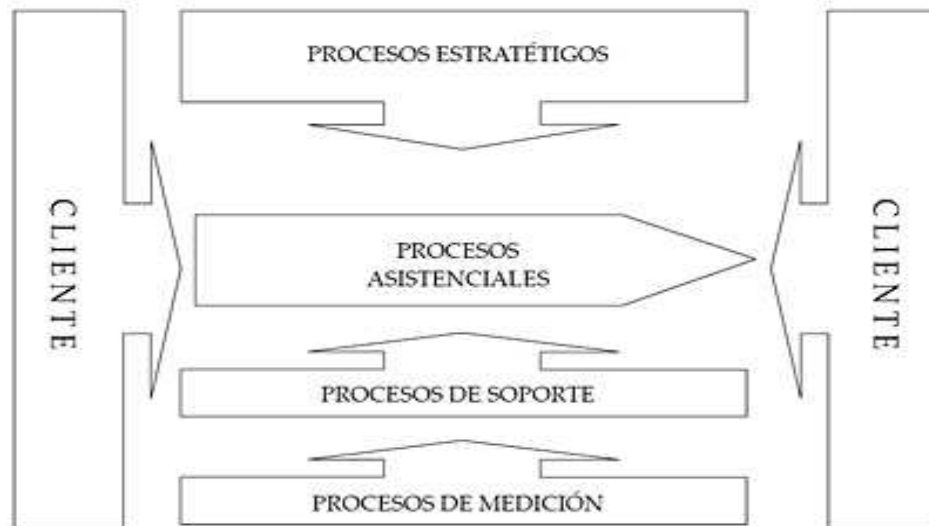 PROCESOS ESTRATÉTIGOS
CLIENTE
PROCESOS
ASISTENCIALES
CLIENTE
PROCESOS DE SOPORTE
PROCESOS DE MEDICIÓN